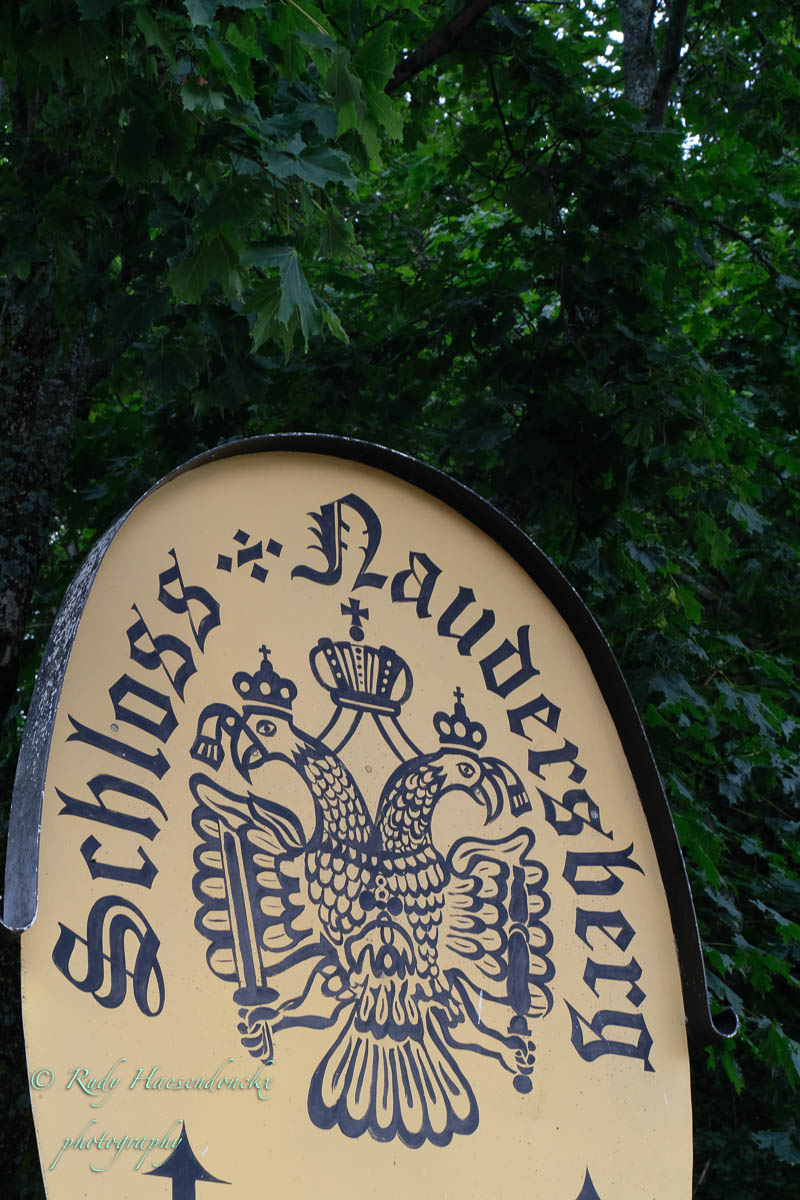 Schloss Naudersberg
© Rudy Haesendonckx
photography